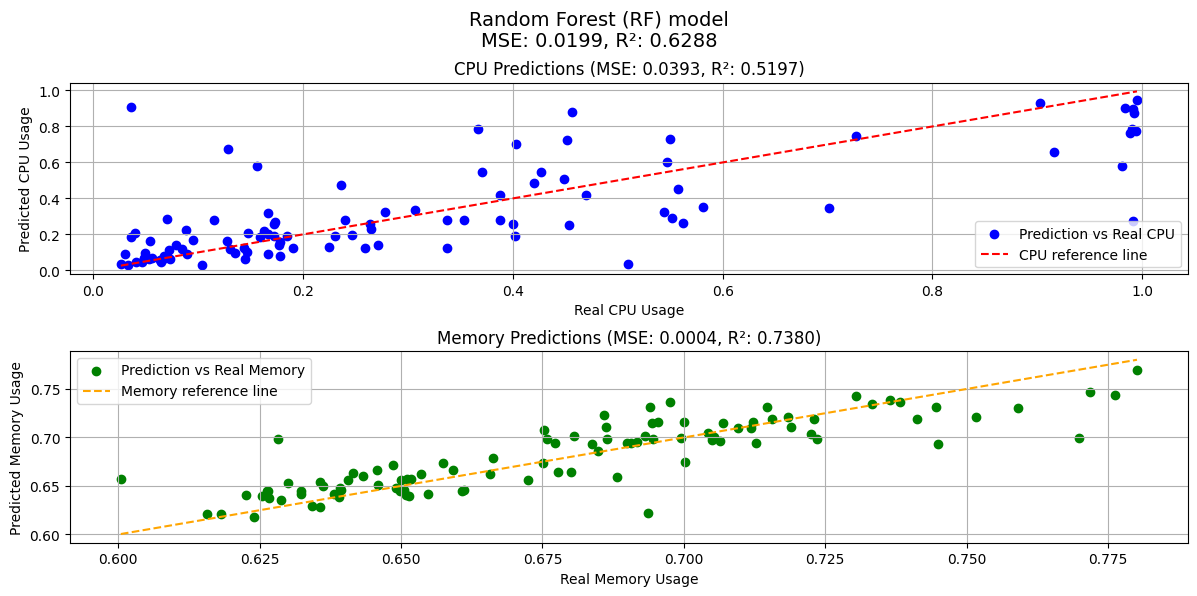 Random Forest (RF) model
MSE: 0.0199, R²: 0.6288
CPU Predictions (MSE: 0.0393, R²: 0.5197)
Predicted CPU Usage
1.0
0.8
0.6
0.4
0.2
0.0
Prediction vs Real CPU
CPU reference line
0.0 0.2 0.4 0.6 0.8 1.0
Real CPU Usage
Memory Predictions (MSE: 0.0004, R²: 0.7380)
Predicted Memory Usage
Prediction vs Real Memory
Memory reference line
0.75
0.70
0.65
0.60
0.600 0.625 0.650 0.675 0.700 0.725 0.750 0.775
Real Memory Usage